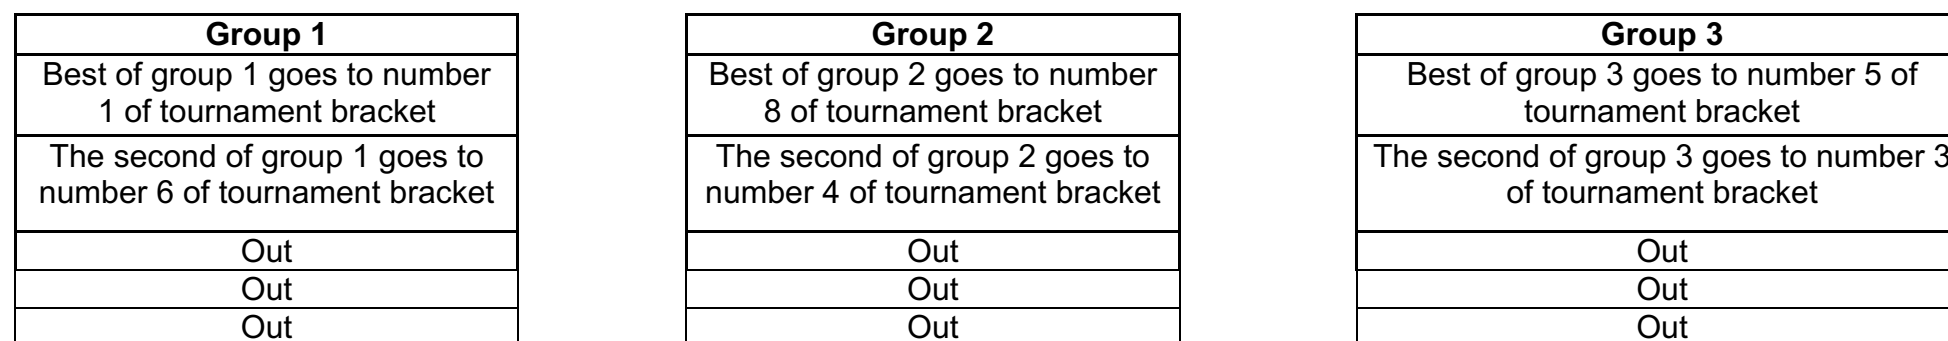 Group 1
Best of group 1 goes to number
1 of tournament bracket
The second of group 1 goes to
number 6 of tournament bracket
Out
Out
Out
Group 2
Best of group 2 goes to number
8 of tournament bracket
The second of group 2 goes to
number 4 of tournament bracket
Out
Out
Out
Group 3
Best of group 3 goes to number 5 of
tournament bracket
The second of group 3 goes to number 3
of tournament bracket
Out
Out
Out